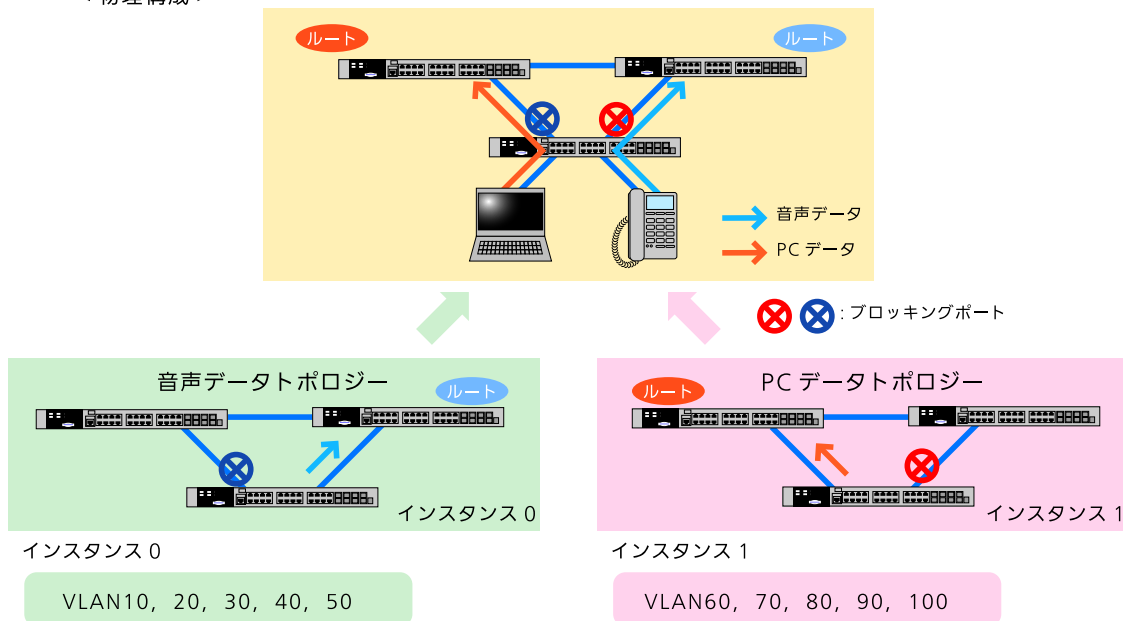 ＜物理構成＞
ルート
ルート
音声データ
PC データ
: ブロッキングポート
音声データトポロジー
ルート
インスタンス 0
インスタンス 0
VLAN10, 20, 30, 40, 50
PC データトポロジー
ルート
インスタンス 1
インスタンス 1
VLAN60, 70, 80, 90, 100